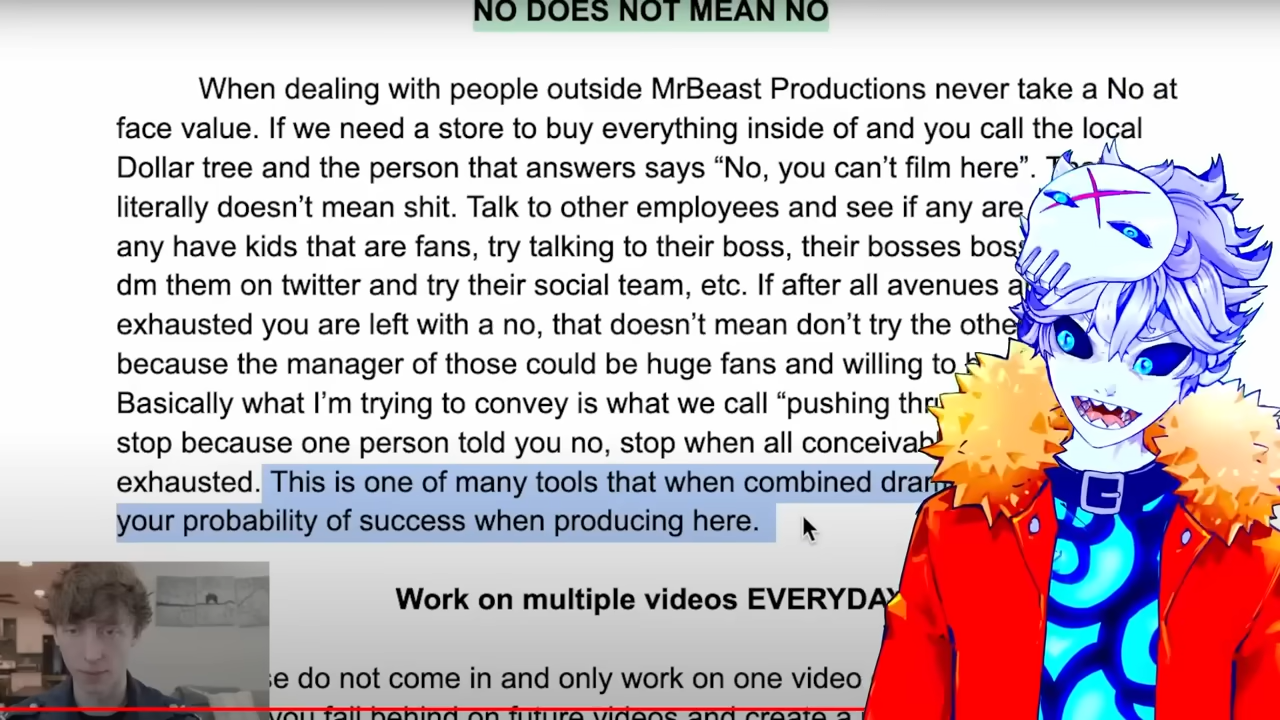 NO DOES NOT MEAN NO
When dealing with people outside MrBeast Productions never take a No at
face value. If we need a store to buy everything inside of and you call the local
Dollar tree and the person that answers says “No, you can’t film here”.
literally doesn’t mean shit. Talk to other employees and see if any are
any have kids that are fans, try talking to their boss, their bosses
dm them on twitter and try their social team, etc. If after all avenues
exhausted you are left with a no, that doesn’t mean don’t try the
because the manager of those could be huge fans and willing to
Basically what I’m trying to convey is what we call “pushing
stop because one person told you no, stop when all
exhausted. This is one of many tools that when combined
your probability of success when producing here.
Work on multiple videos EVERYDAY
do not come in and only work on one video
you fall behind on future videos and create a